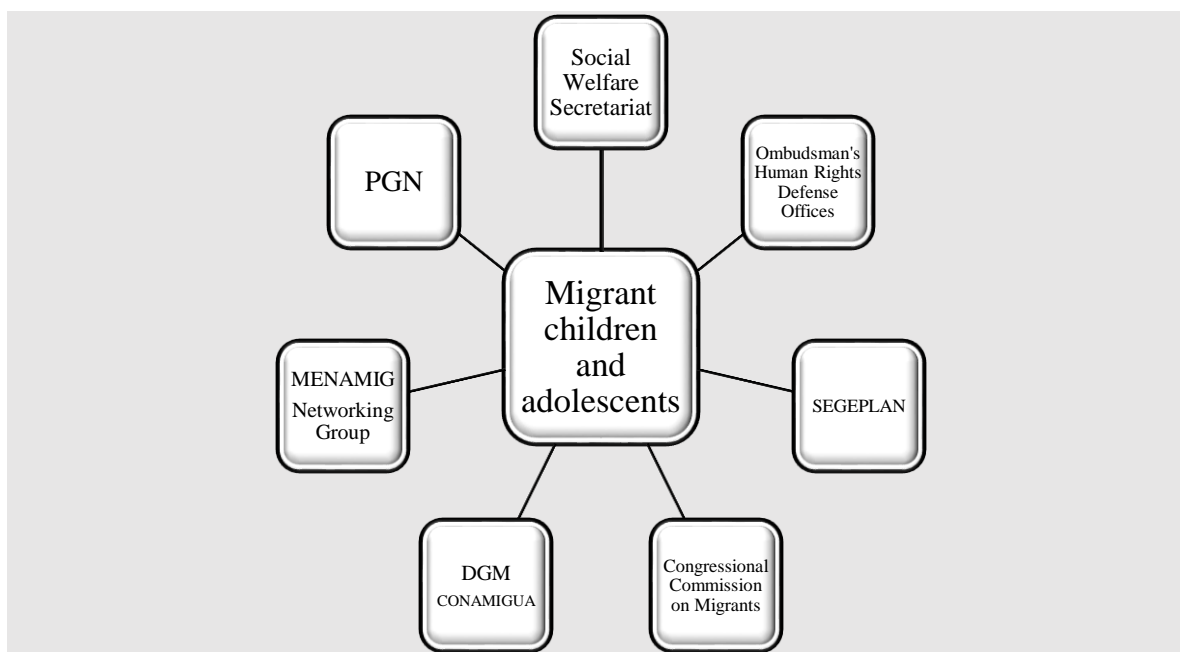 Social
Welfare
Secretariat
PGN
Ombudsman's
Human Rights
Defense
Offices
Migrant
children
and
adolescents
MENAMIG
Networking
Group
SEGEPLAN
DGM
CONAMIGUA
Congressional
Commission
on Migrants